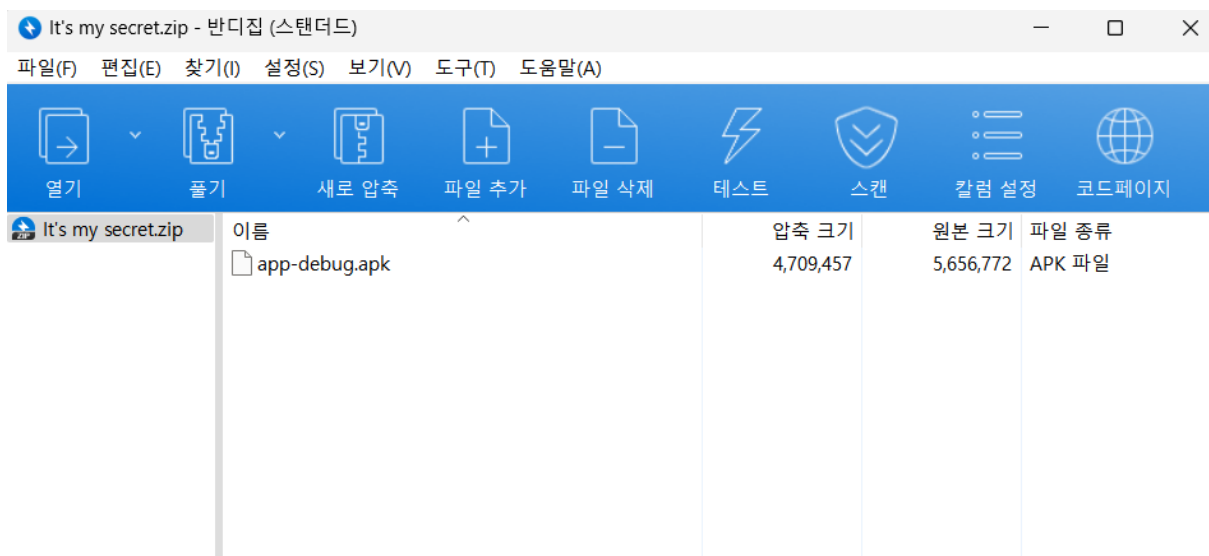 It's my secret.zip - 반디집 (스탠더드)
파일(F) 편집(E) 찾기(I) 설정(S) 보기(V) 도구(T) 도움말(A)
열기 풀기 새로 압축 파일 추가 파일 삭제 테스트 스캔 칼럼 설정 코드페이지
It's my secret.zip 이름 압축 크기 원본 크기 파일 종류
app-debug.apk 4,709,457 5,656,772 APK 파일